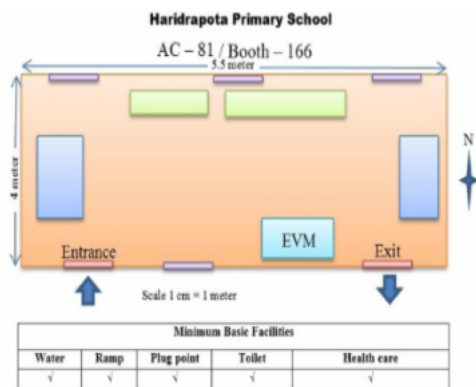 Haridrapota Primary School
AC – 81 / Booth – 166
5.5 meter
4 meter
N
EVM
Entrance
Exit
Scale 1 cm = 1 meter
Minimum Basic Facilities
Water Ramp Plug point Toilet Health care
√ √ √ √ √